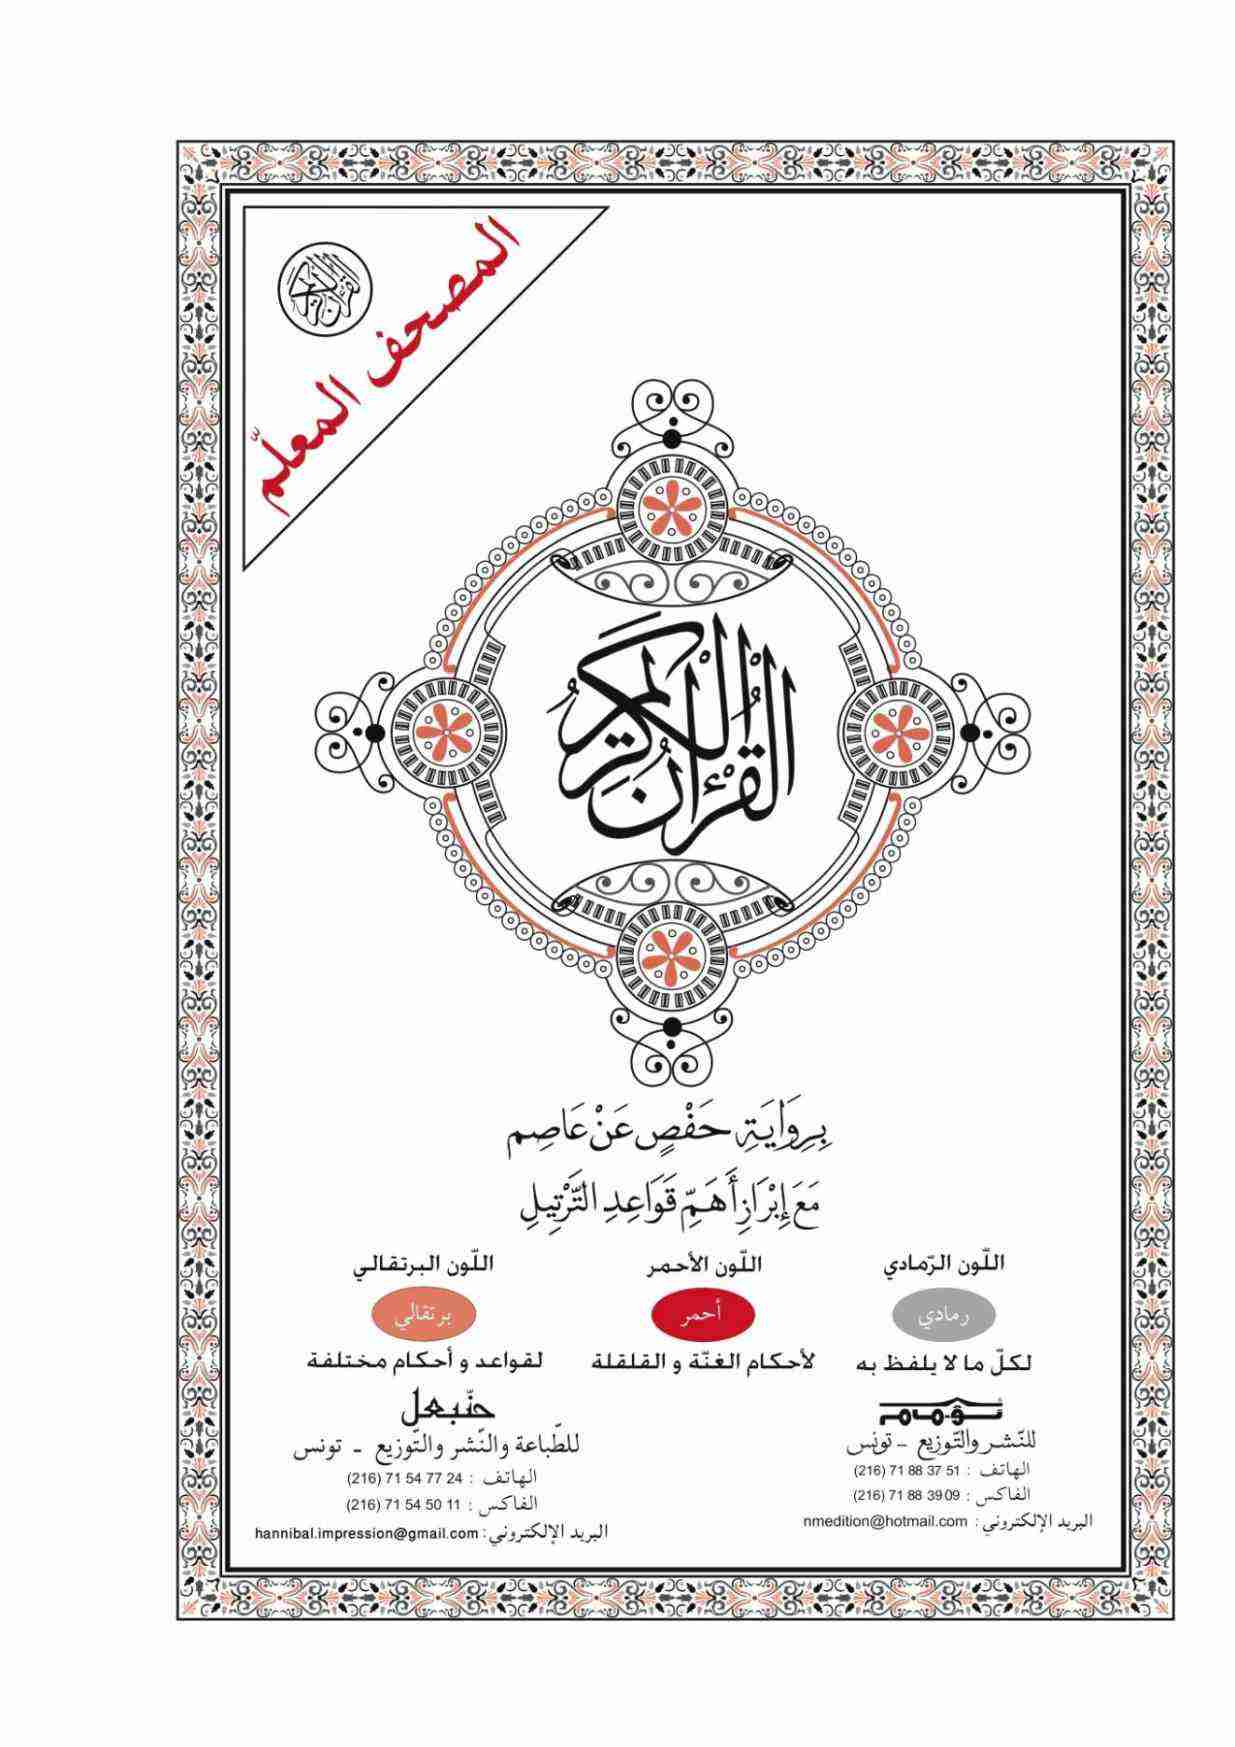 المصحف المعلّم
القرآن الكريم
القُرْءَان الكَرِيم
بِرِوَايَةِ حَفْصٍ عَنْ عَاصِم
مَعَ إِبْرَازِ أَهَمِّ قَوَاعِدِ التَّرْتِيلِ
اللّون الرّمادي
رمادي
لكلّ ما لا يلفظ به
اللّون الأحمر
أحمر
لأحكام الغنّة و القلقلة
اللّون البرتقالي
برتقالي
لقواعد و أحكام مختلفة
للنّشر والتّوزيع - تونس
الهاتف : 51 37 88 71 (216)
الفاكس : 09 39 88 71 (216)
البريد الإلكتروني : nmedition@hotmail.com
حنّبعل
للطّباعة والنّشر والتّوزيع - تونس
الهاتف : 24 77 54 71 (216)
الفاكس : 11 50 54 71 (216)
البريد الإلكتروني : hannibal.impression@gmail.com